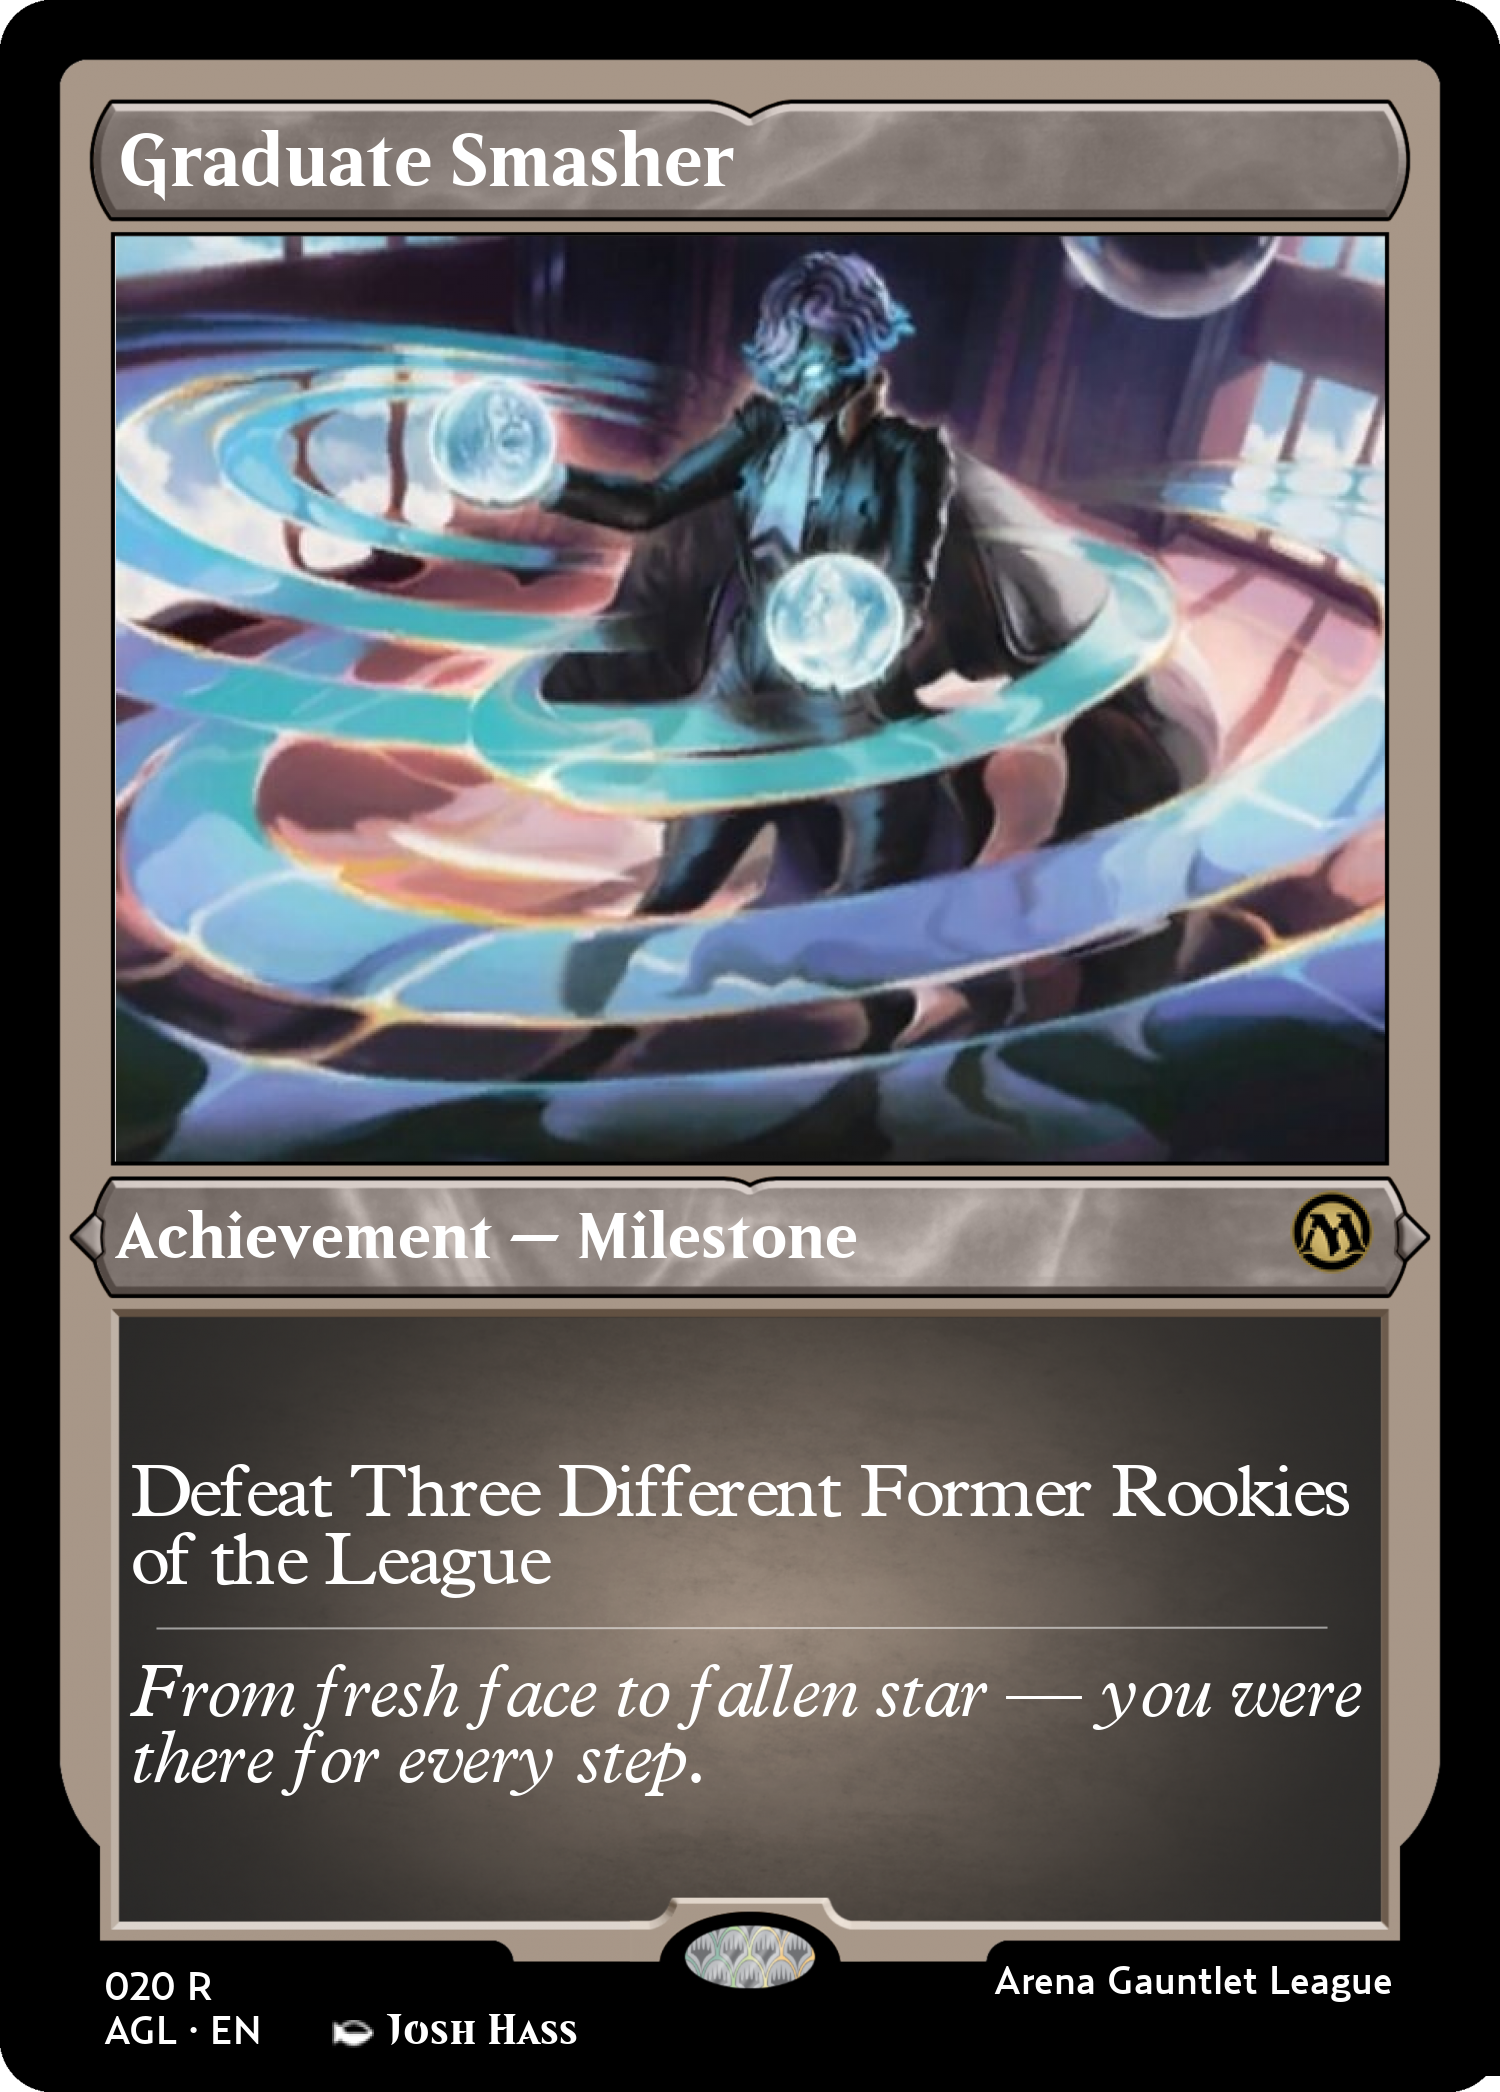 Graduate Smasher
Achievement — Milestone
Defeat Three Different Former Rookies
of the League
From fresh face to fallen star — you were
there for every step.
020 R
Arena Gauntlet League
AGL · EN JOSH HASS